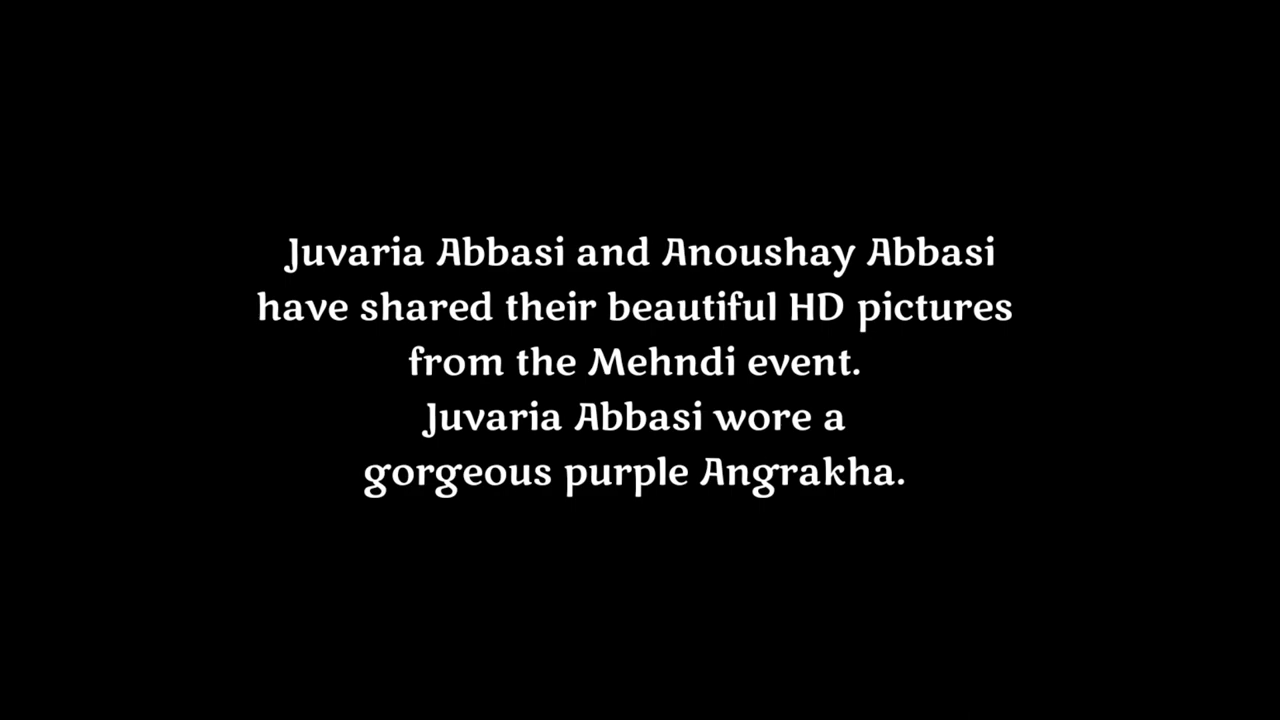 Juvaria Abbasi and Anoushay Abbasi
have shared their beautiful HD pictures
from the Mehndi event.
Juvaria Abbasi wore a
gorgeous purple Angrakha.